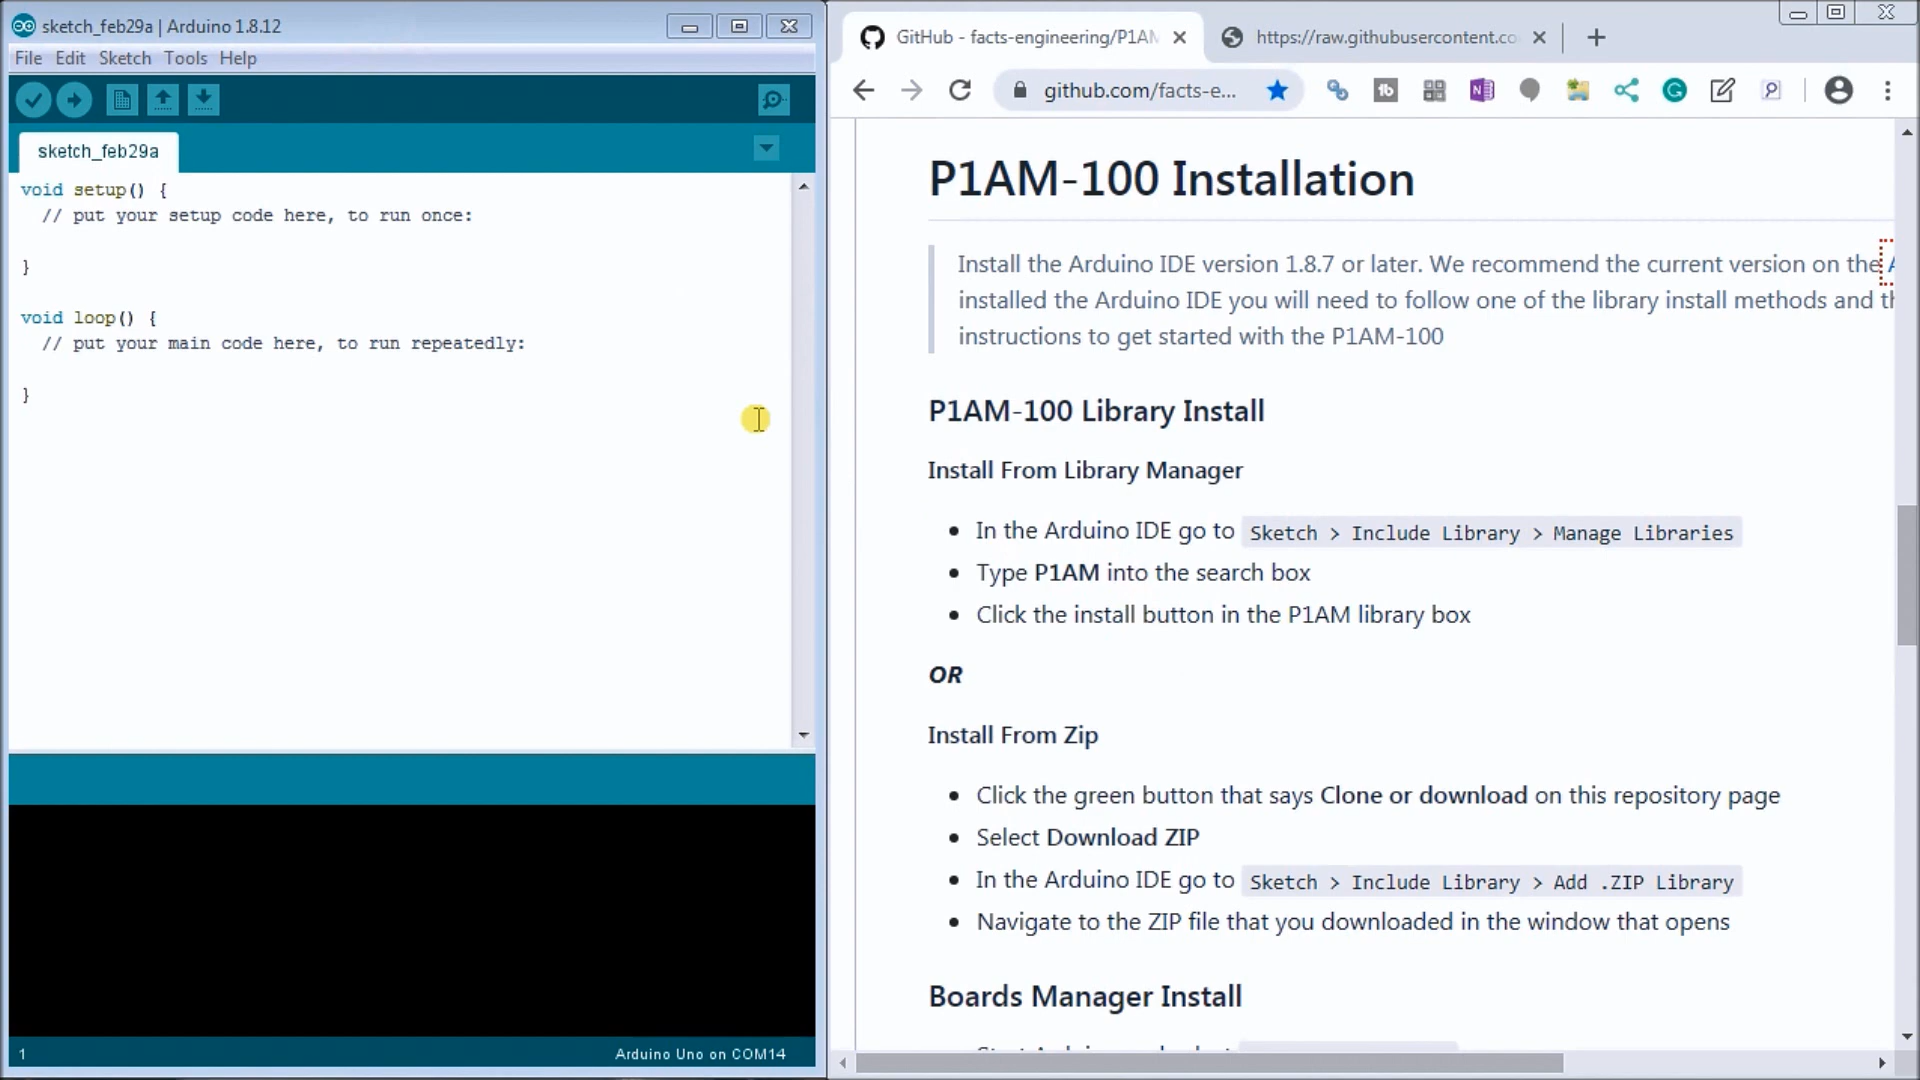 sketch_feb29a | Arduino 1.8.12
File Edit Sketch Tools Help
sketch_feb29a
void setup() {
// put your setup code here, to run once:
}
void loop() {
// put your main code here, to run repeatedly:
}
1
Arduino Uno on COM14
GitHub - facts-engineering/P1AM
https://raw.githubusercontent.co
github.com/facts-e...
P1AM-100 Installation
Install the Arduino IDE version 1.8.7 or later. We recommend the current version on the
installed the Arduino IDE you will need to follow one of the library install methods and th
instructions to get started with the P1AM-100
P1AM-100 Library Install
Install From Library Manager
In the Arduino IDE go to Sketch > Include Library > Manage Libraries
Type P1AM into the search box
Click the install button in the P1AM library box
OR
Install From Zip
Click the green button that says Clone or download on this repository page
Select Download ZIP
In the Arduino IDE go to Sketch > Include Library > Add .ZIP Library
Navigate to the ZIP file that you downloaded in the window that opens
Boards Manager Install